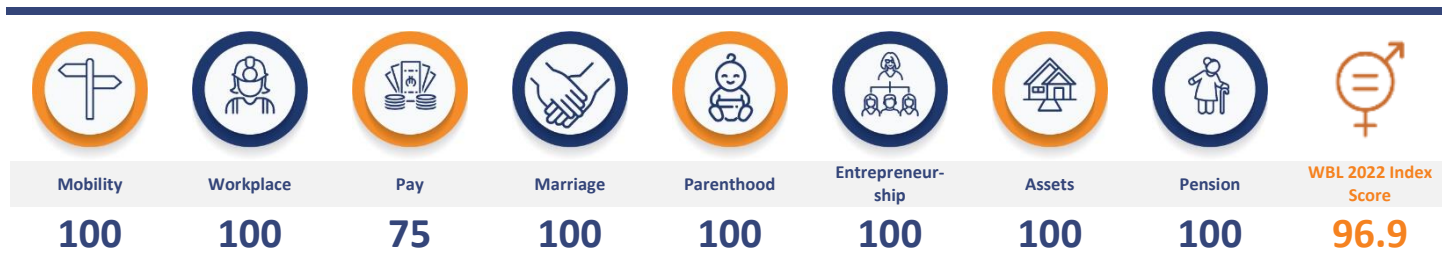 Mobility
Workplace
Pay
Marriage
Parenthood
Entrepreneur-
ship
Assets
Pension
WBL 2022 Index
Score
100
100
75
100
100
100
100
100
96.9